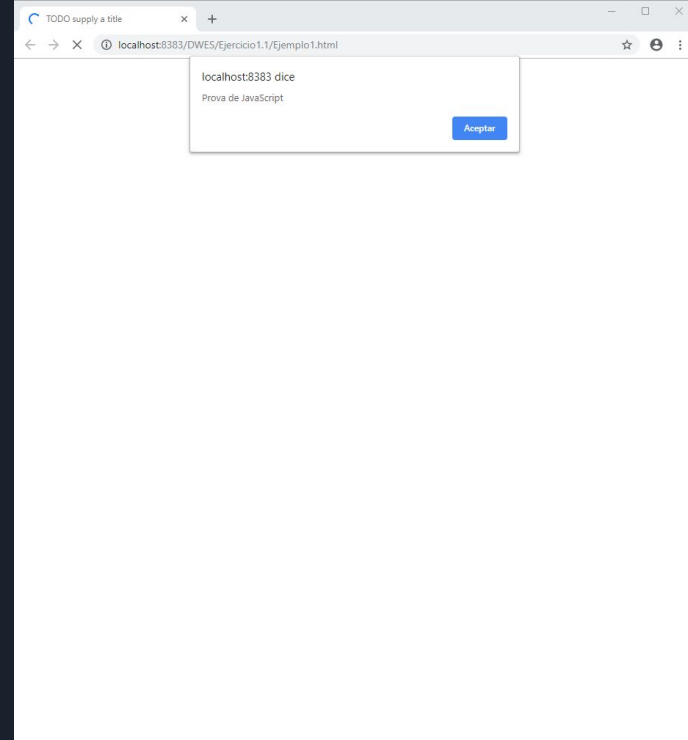 TODO supply a title
localhost:8383/DWES/Ejercicio1.1/Ejemplo1.html
localhost:8383 dice
Prova de JavaScript
Aceptar